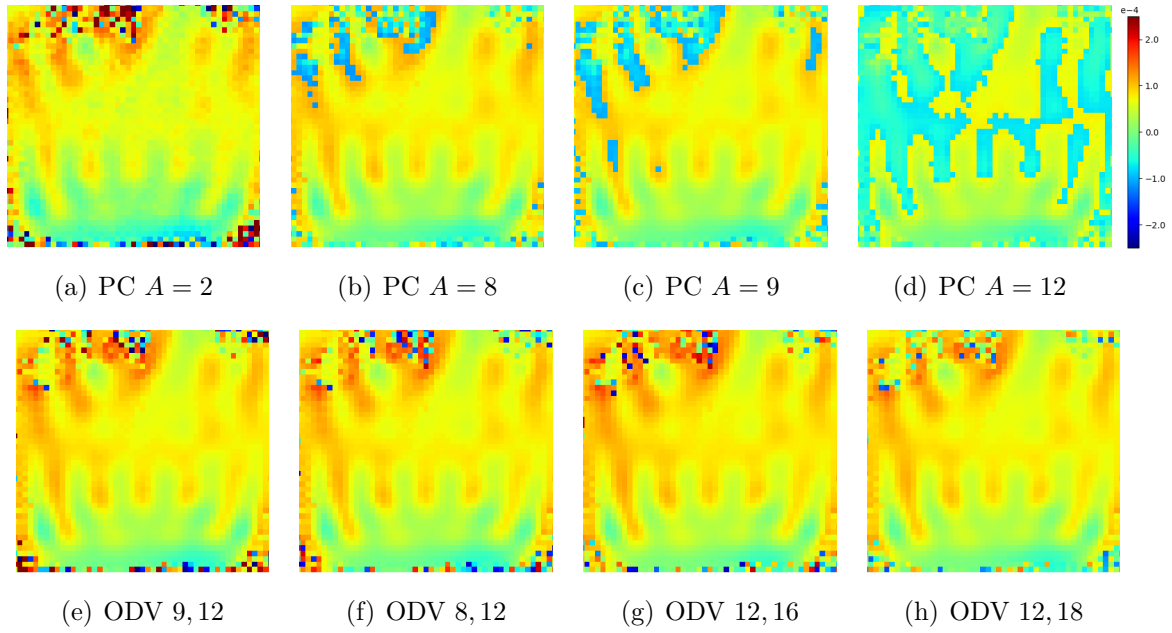 e−4
2.0
1.0
0.0
−1.0
−2.0
(a) PC A = 2
(b) PC A = 8
(c) PC A = 9
(d) PC A = 12
(e) ODV 9, 12
(f) ODV 8, 12
(g) ODV 12, 16
(h) ODV 12, 18